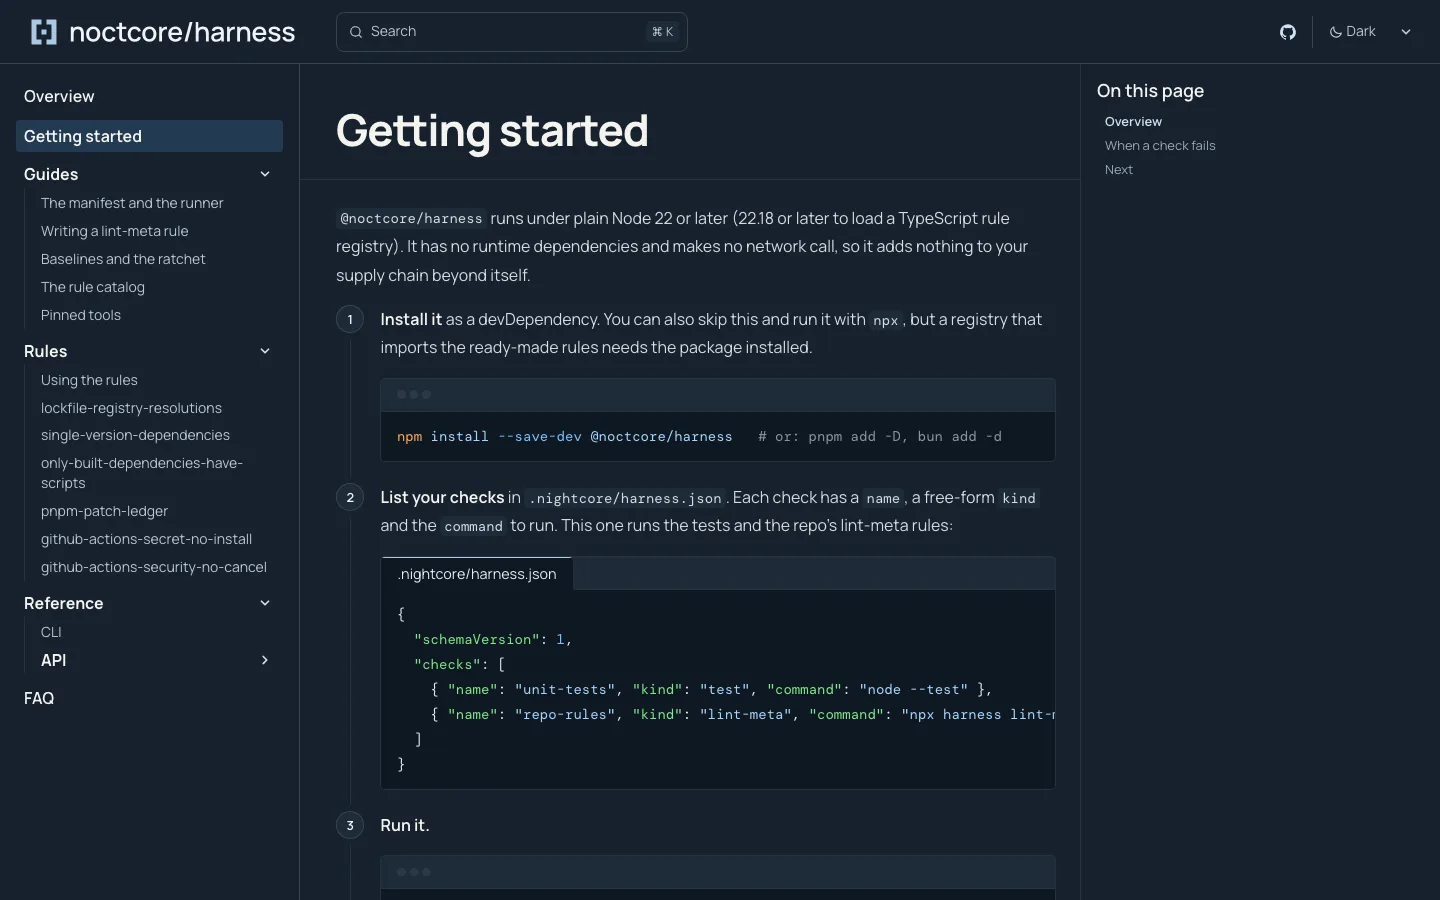 noctcore/harness
Search
⌘ K
Dark
Overview
Getting started
Guides
The manifest and the runner
Writing a lint-meta rule
Baselines and the ratchet
The rule catalog
Pinned tools
Rules
Using the rules
lockfile-registry-resolutions
single-version-dependencies
only-built-dependencies-have-
scripts
pnpm-patch-ledger
github-actions-secret-no-install
github-actions-security-no-cancel
Reference
CLI
API
FAQ
Getting started
@noctcore/harness runs under plain Node 22 or later (22.18 or later to load a TypeScript rule
registry). It has no runtime dependencies and makes no network call, so it adds nothing to your
supply chain beyond itself.
1
Install it as a devDependency. You can also skip this and run it with npx, but a registry that
imports the ready-made rules needs the package installed.
npm install --save-dev @noctcore/harness   # or: pnpm add -D, bun add -d
2
List your checks in .nightcore/harness.json. Each check has a name, a free-form kind
and the command to run. This one runs the tests and the repo's lint-meta rules:
.nightcore/harness.json
{
  "schemaVersion": 1,
  "checks": [
    { "name": "unit-tests", "kind": "test", "command": "node --test" },
    { "name": "repo-rules", "kind": "lint-meta", "command": "npx harness lint-
  ]
}
3
Run it.
On this page
Overview
When a check fails
Next